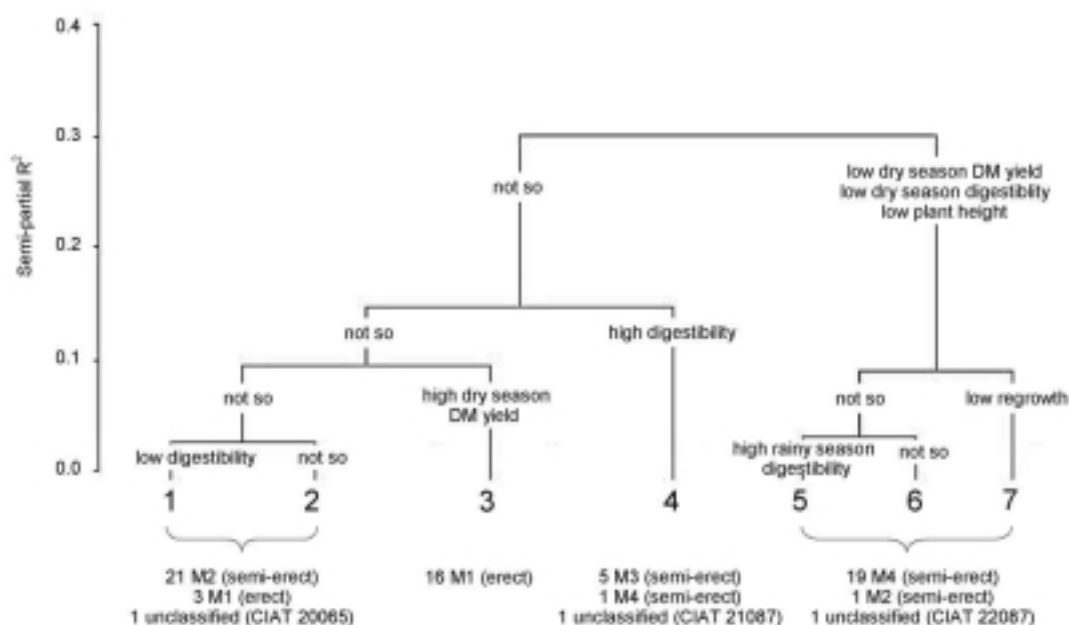 0.4
0.3
0.2
0.1
0.0
Semi-partial R²
not so
low dry season DM yield
low dry season digestiblity
low plant height
not so
high digestibility
not so
high dry season
DM yield
not so
low regrowth
low digestibility
not so
high rainy season
digestibility
not so
1
2
3
4
5
6
7
21 M2 (semi-erect)
3 M1 (erect)
1 unclassified (CIAT 20065)
16 M1 (erect)
5 M3 (semi-erect)
1 M4 (semi-erect)
1 unclassified (CIAT 21087)
19 M4 (semi-erect)
1 M2 (semi-erect)
1 unclassified (CIAT 22087)